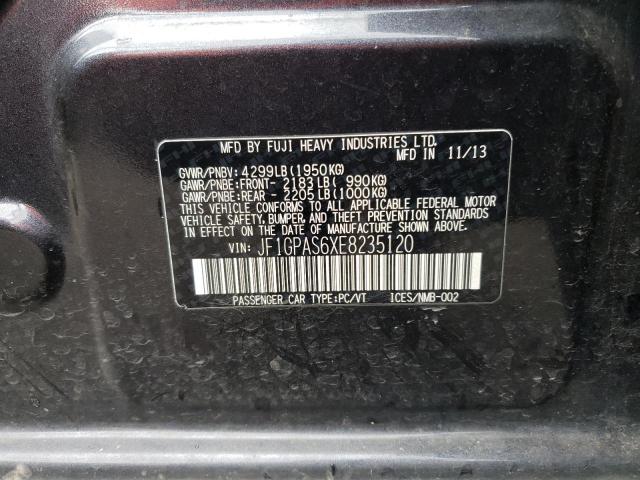 MFD BY FUJI HEAVY INDUSTRIES LTD.
MFD IN 11/13
GVWR/PNBV: 4299LB(1950KG)
GAWR/PNBE:FRONT- 2183LB( 990KG)
GAWR/PNBE:REAR - 2205LB(1000KG)
THIS VEHICLE CONFORMS TO ALL APPLICABLE FEDERAL MOTOR
VEHICLE SAFETY, BUMPER, AND THEFT PREVENTION STANDARDS
IN EFFECT ON THE DATE OF MANUFACTURE SHOWN ABOVE.
VIN: JF1GPAS6XE8235120
PASSENGER CAR TYPE:PC/VT ICES/NMB-002